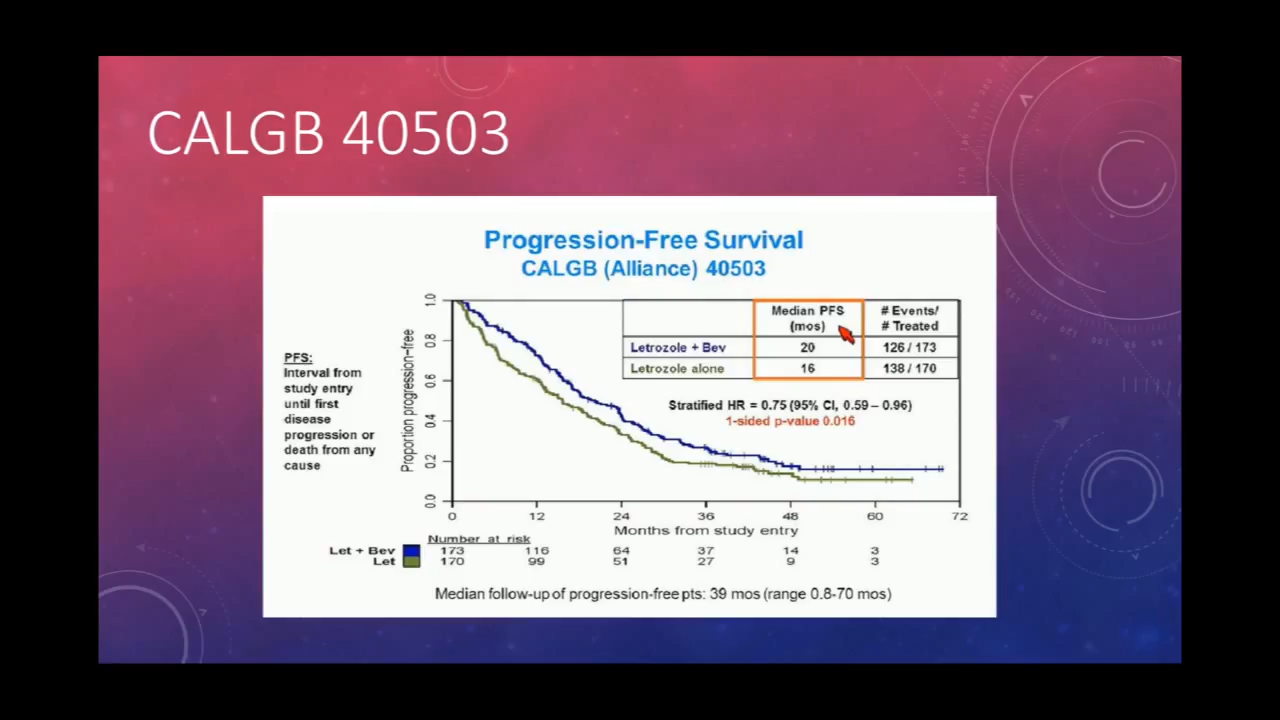 CALGB 40503
Progression-Free Survival
CALGB (Alliance) 40503
PFS:
Interval from
study entry
until first
disease
progression or
death from any
cause
Proportion progression-free
1.0
0.8
0.6
0.4
0.2
0.0
Median PFS (mos) # Events/ # Treated
Letrozole + Bev 20 126 / 173
Letrozole alone 16 138 / 170
Stratified HR = 0.75 (95% CI, 0.59 – 0.96)
1-sided p-value 0.016
0 12 24 36 48 60 72
Months from study entry
Number at risk
Let + Bev 173 116 64 37 14 3
Let 170 99 51 27 9 3
Median follow-up of progression-free pts: 39 mos (range 0.8-70 mos)